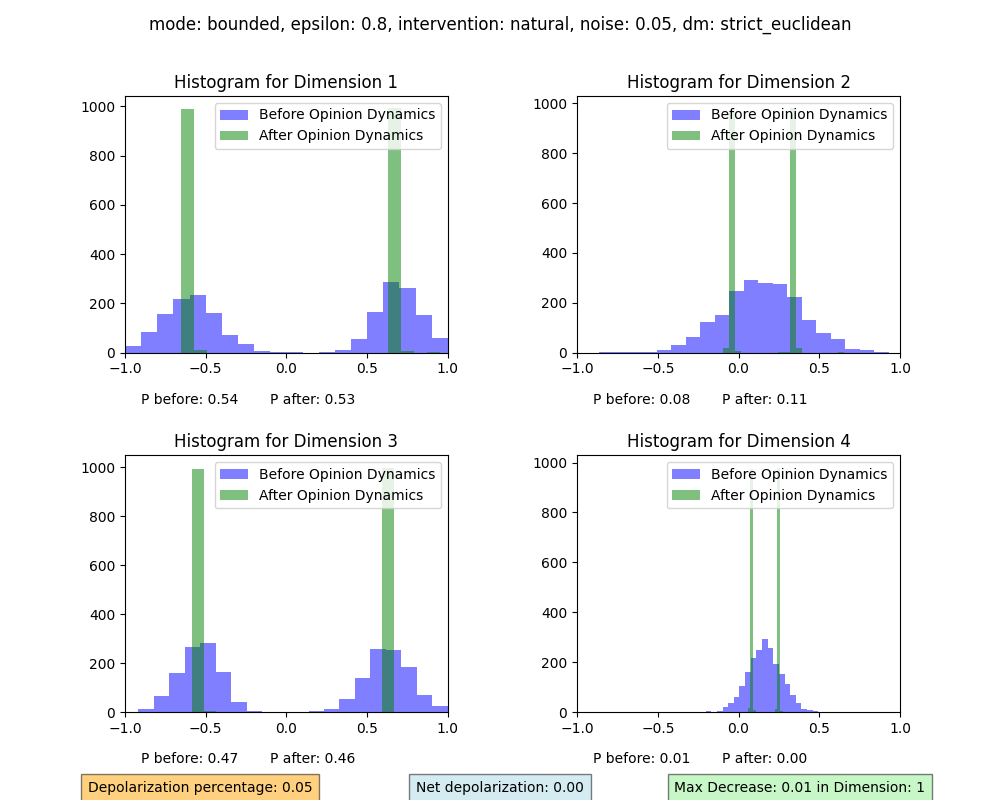 mode: bounded, epsilon: 0.8, intervention: natural, noise: 0.05, dm: strict_euclidean
Histogram for Dimension 1
1000
800
600
400
200
0
−1.0 −0.5 0.0 0.5 1.0
Before Opinion Dynamics
After Opinion Dynamics
P before: 0.54 P after: 0.53
Histogram for Dimension 2
1000
800
600
400
200
0
−1.0 −0.5 0.0 0.5 1.0
Before Opinion Dynamics
After Opinion Dynamics
P before: 0.08 P after: 0.11
Histogram for Dimension 3
1000
800
600
400
200
0
−1.0 −0.5 0.0 0.5 1.0
Before Opinion Dynamics
After Opinion Dynamics
P before: 0.47 P after: 0.46
Histogram for Dimension 4
1000
800
600
400
200
0
−1.0 −0.5 0.0 0.5 1.0
Before Opinion Dynamics
After Opinion Dynamics
P before: 0.01 P after: 0.00
Depolarization percentage: 0.05
Net depolarization: 0.00
Max Decrease: 0.01 in Dimension: 1